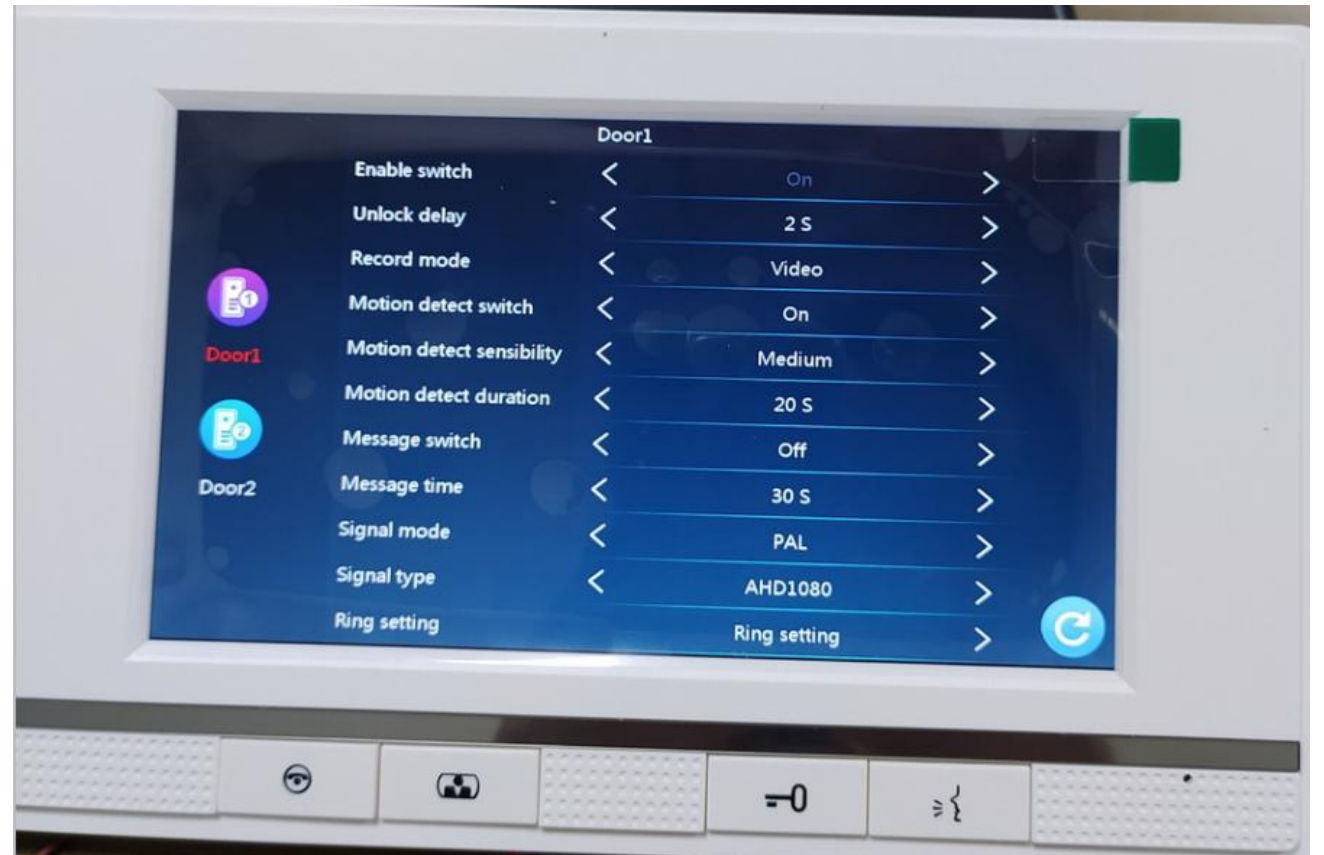 Door1
Enable switch < On >
Unlock delay < 2 S >
Record mode < Video >
Motion detect switch < On >
Motion detect sensibility < Medium >
Motion detect duration < 20 S >
Message switch < Off >
Message time < 30 S >
Signal mode < PAL >
Signal type < AHD1080 >
Ring setting Ring setting >
1
Door1
2
Door2